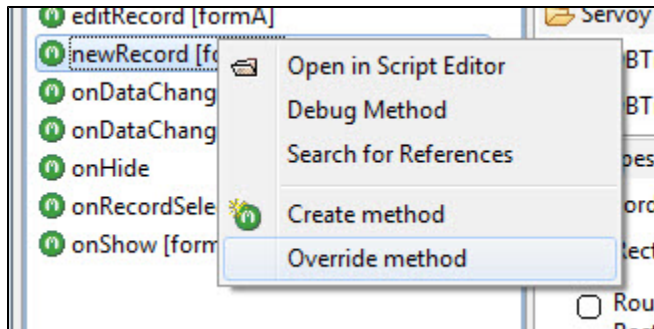 editRecord [formA]
newRecord [fo
onDataChang
onDataChang
onHide
onRecordSele
onShow [form
Open in Script Editor
Debug Method
Search for References
Create method
Override method
Servoy
BT
BT
pes
ord
Rect
Rou